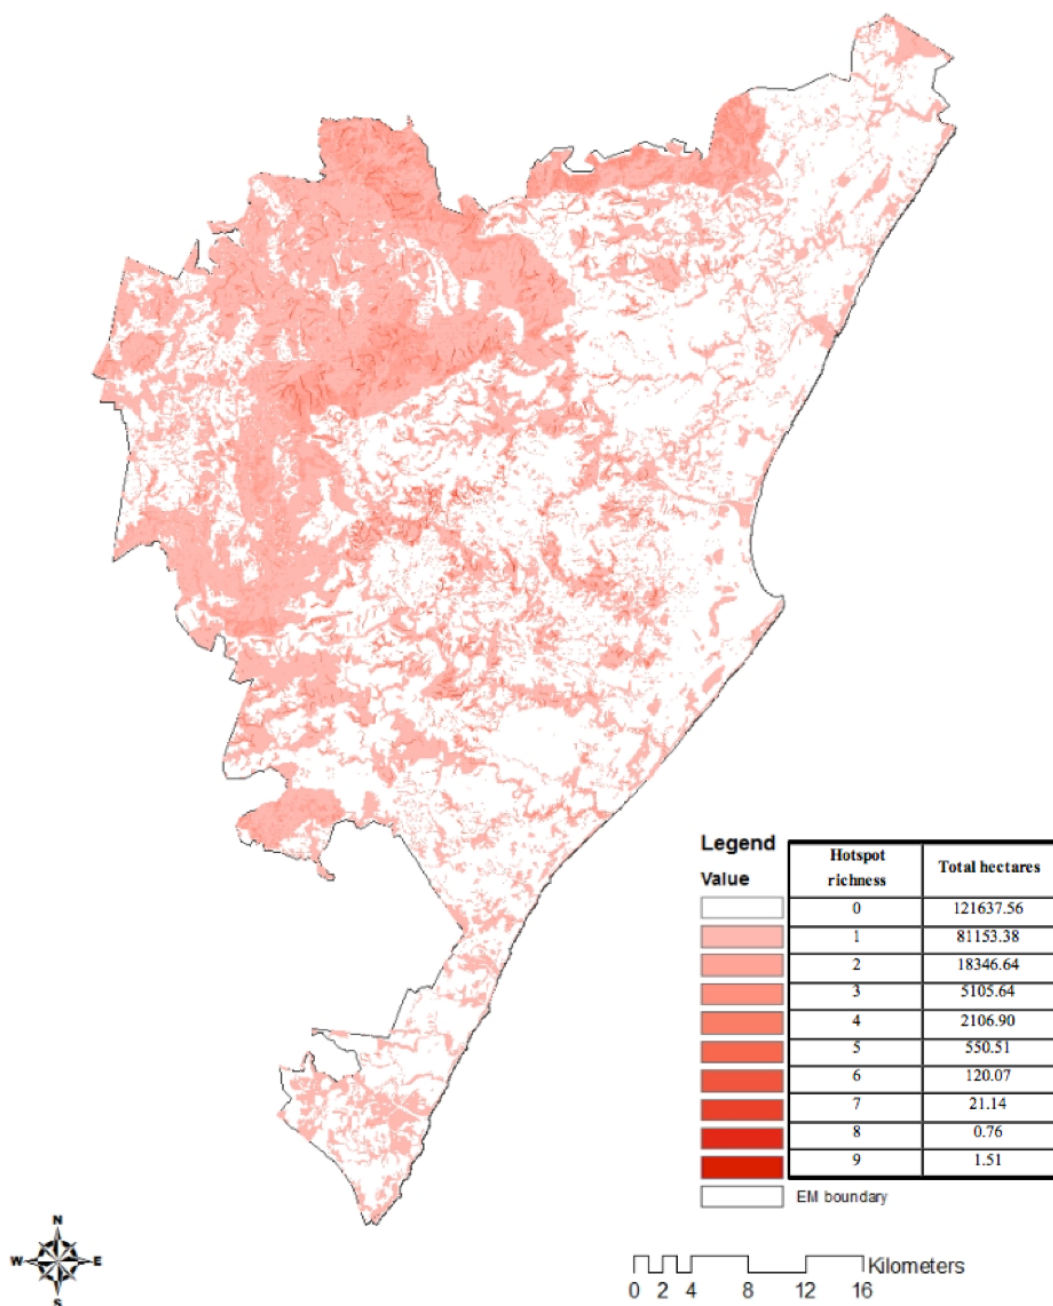 Legend
Value
Hotspot richness
Total hectares
0 121637.56
1 81153.38
2 18346.64
3 5105.64
4 2106.90
5 550.51
6 120.07
7 21.14
8 0.76
9 1.51
EM boundary
N
W E
S
Kilometers
0 2 4 8 12 16